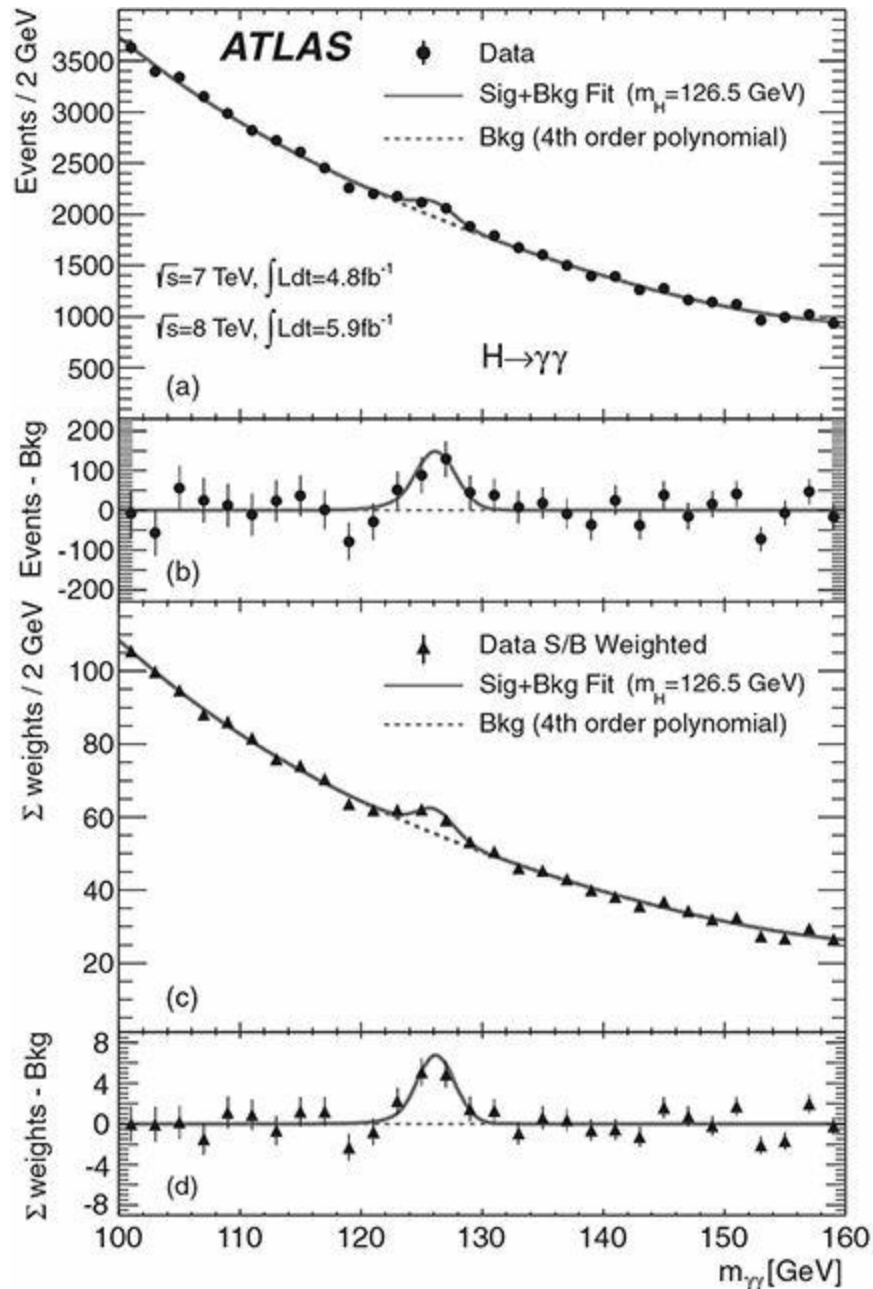 ATLAS
Data
Sig+Bkg Fit (m_H=126.5 GeV)
Bkg (4th order polynomial)
Events / 2 GeV
3500
3000
2500
2000
1500
1000
500
√s=7 TeV, ∫Ldt=4.8fb⁻¹
√s=8 TeV, ∫Ldt=5.9fb⁻¹
H→γγ
(a)
Events - Bkg
200
100
0
-100
-200
(b)
Data S/B Weighted
Sig+Bkg Fit (m_H=126.5 GeV)
Bkg (4th order polynomial)
Σ weights / 2 GeV
100
80
60
40
20
(c)
Σ weights - Bkg
8
4
0
-4
-8
(d)
100 110 120 130 140 150 160
m_γγ [GeV]